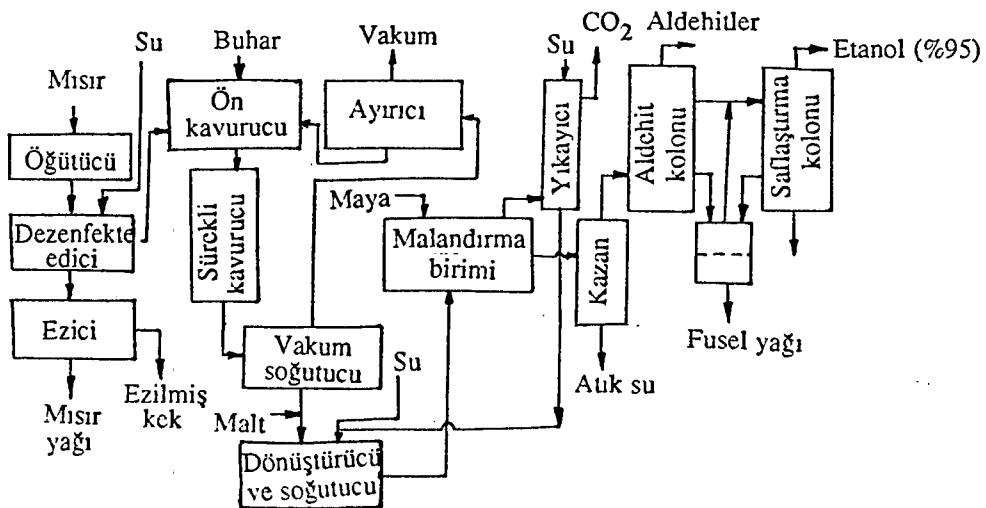 CO2
Aldehitler
Etanol (%95)
Su
Buhar
Vakum
Su
Mısır
Ön
kavurucu
Ayırıcı
Yıkayıcı
Aldehit
kolonu
Saflaştırma
kolonu
Öğütücü
Sürekli
kavurucu
Maya
Dezenfekte
edici
Malandırma
birimi
Kazan
Ezici
Vakum
soğutucu
Su
Fusel yağı
Mısır
yağı
Ezilmiş
kek
Malt
Atık su
Dönüştürücü
ve soğutucu